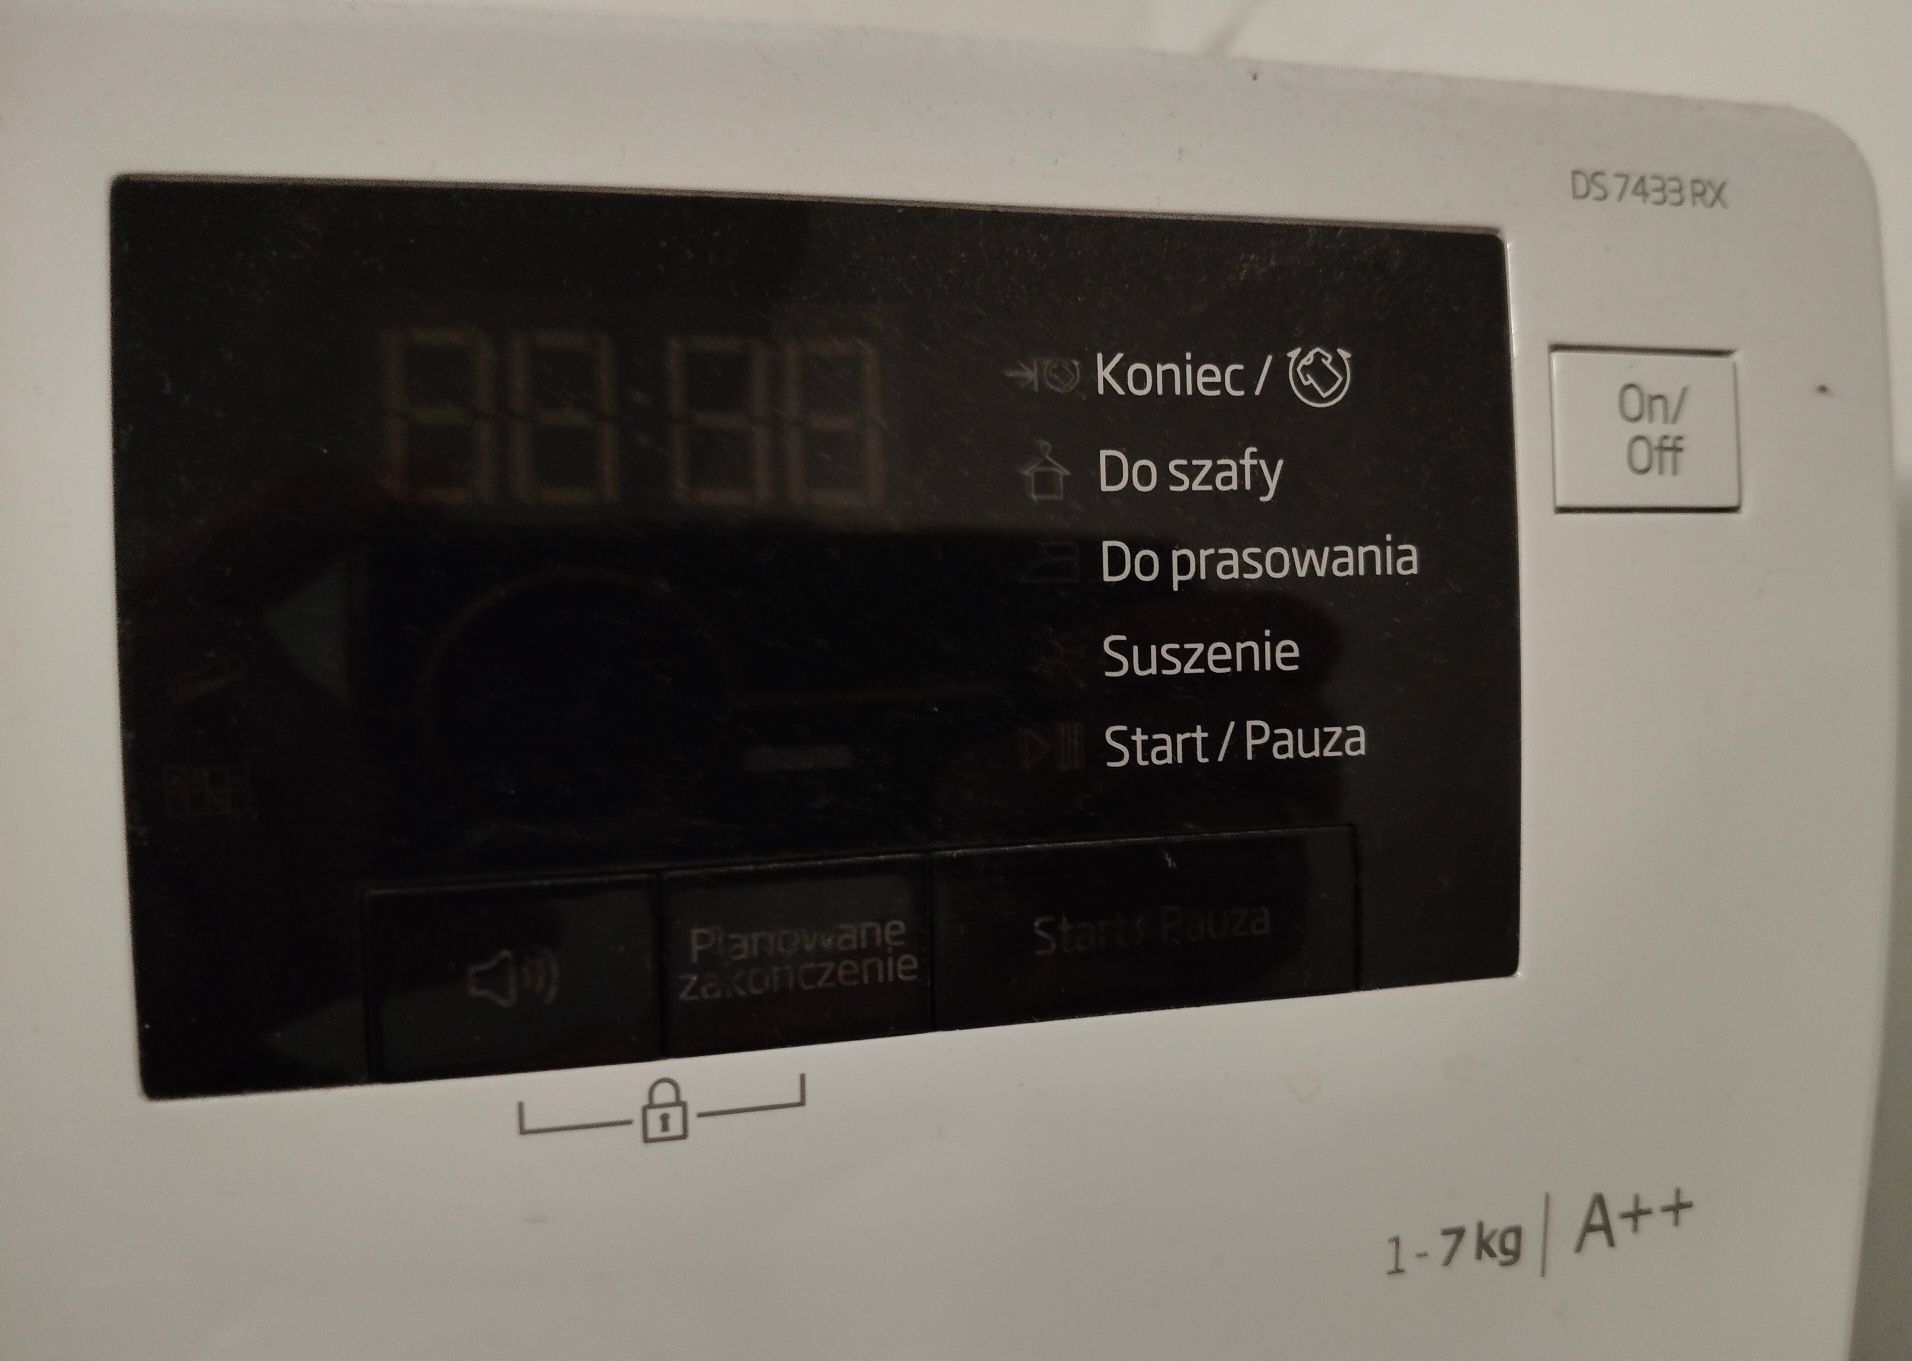 DS 7433 RX
Koniec /
Do szafy
Do prasowania
Suszenie
Start / Pauza
On/
Off
Planowane
zakończenie
Start / Pauza
1 - 7 kg | A++